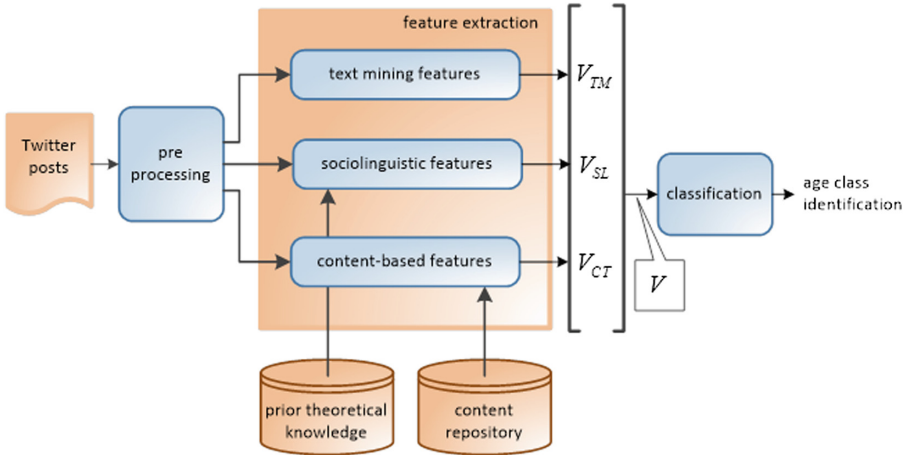 feature extraction
text mining features
V_TM
Twitter
posts
pre
processing
sociolinguistic features
V_SL
classification
age class
identification
content-based features
V_CT
V
prior theoretical
knowledge
content
repository